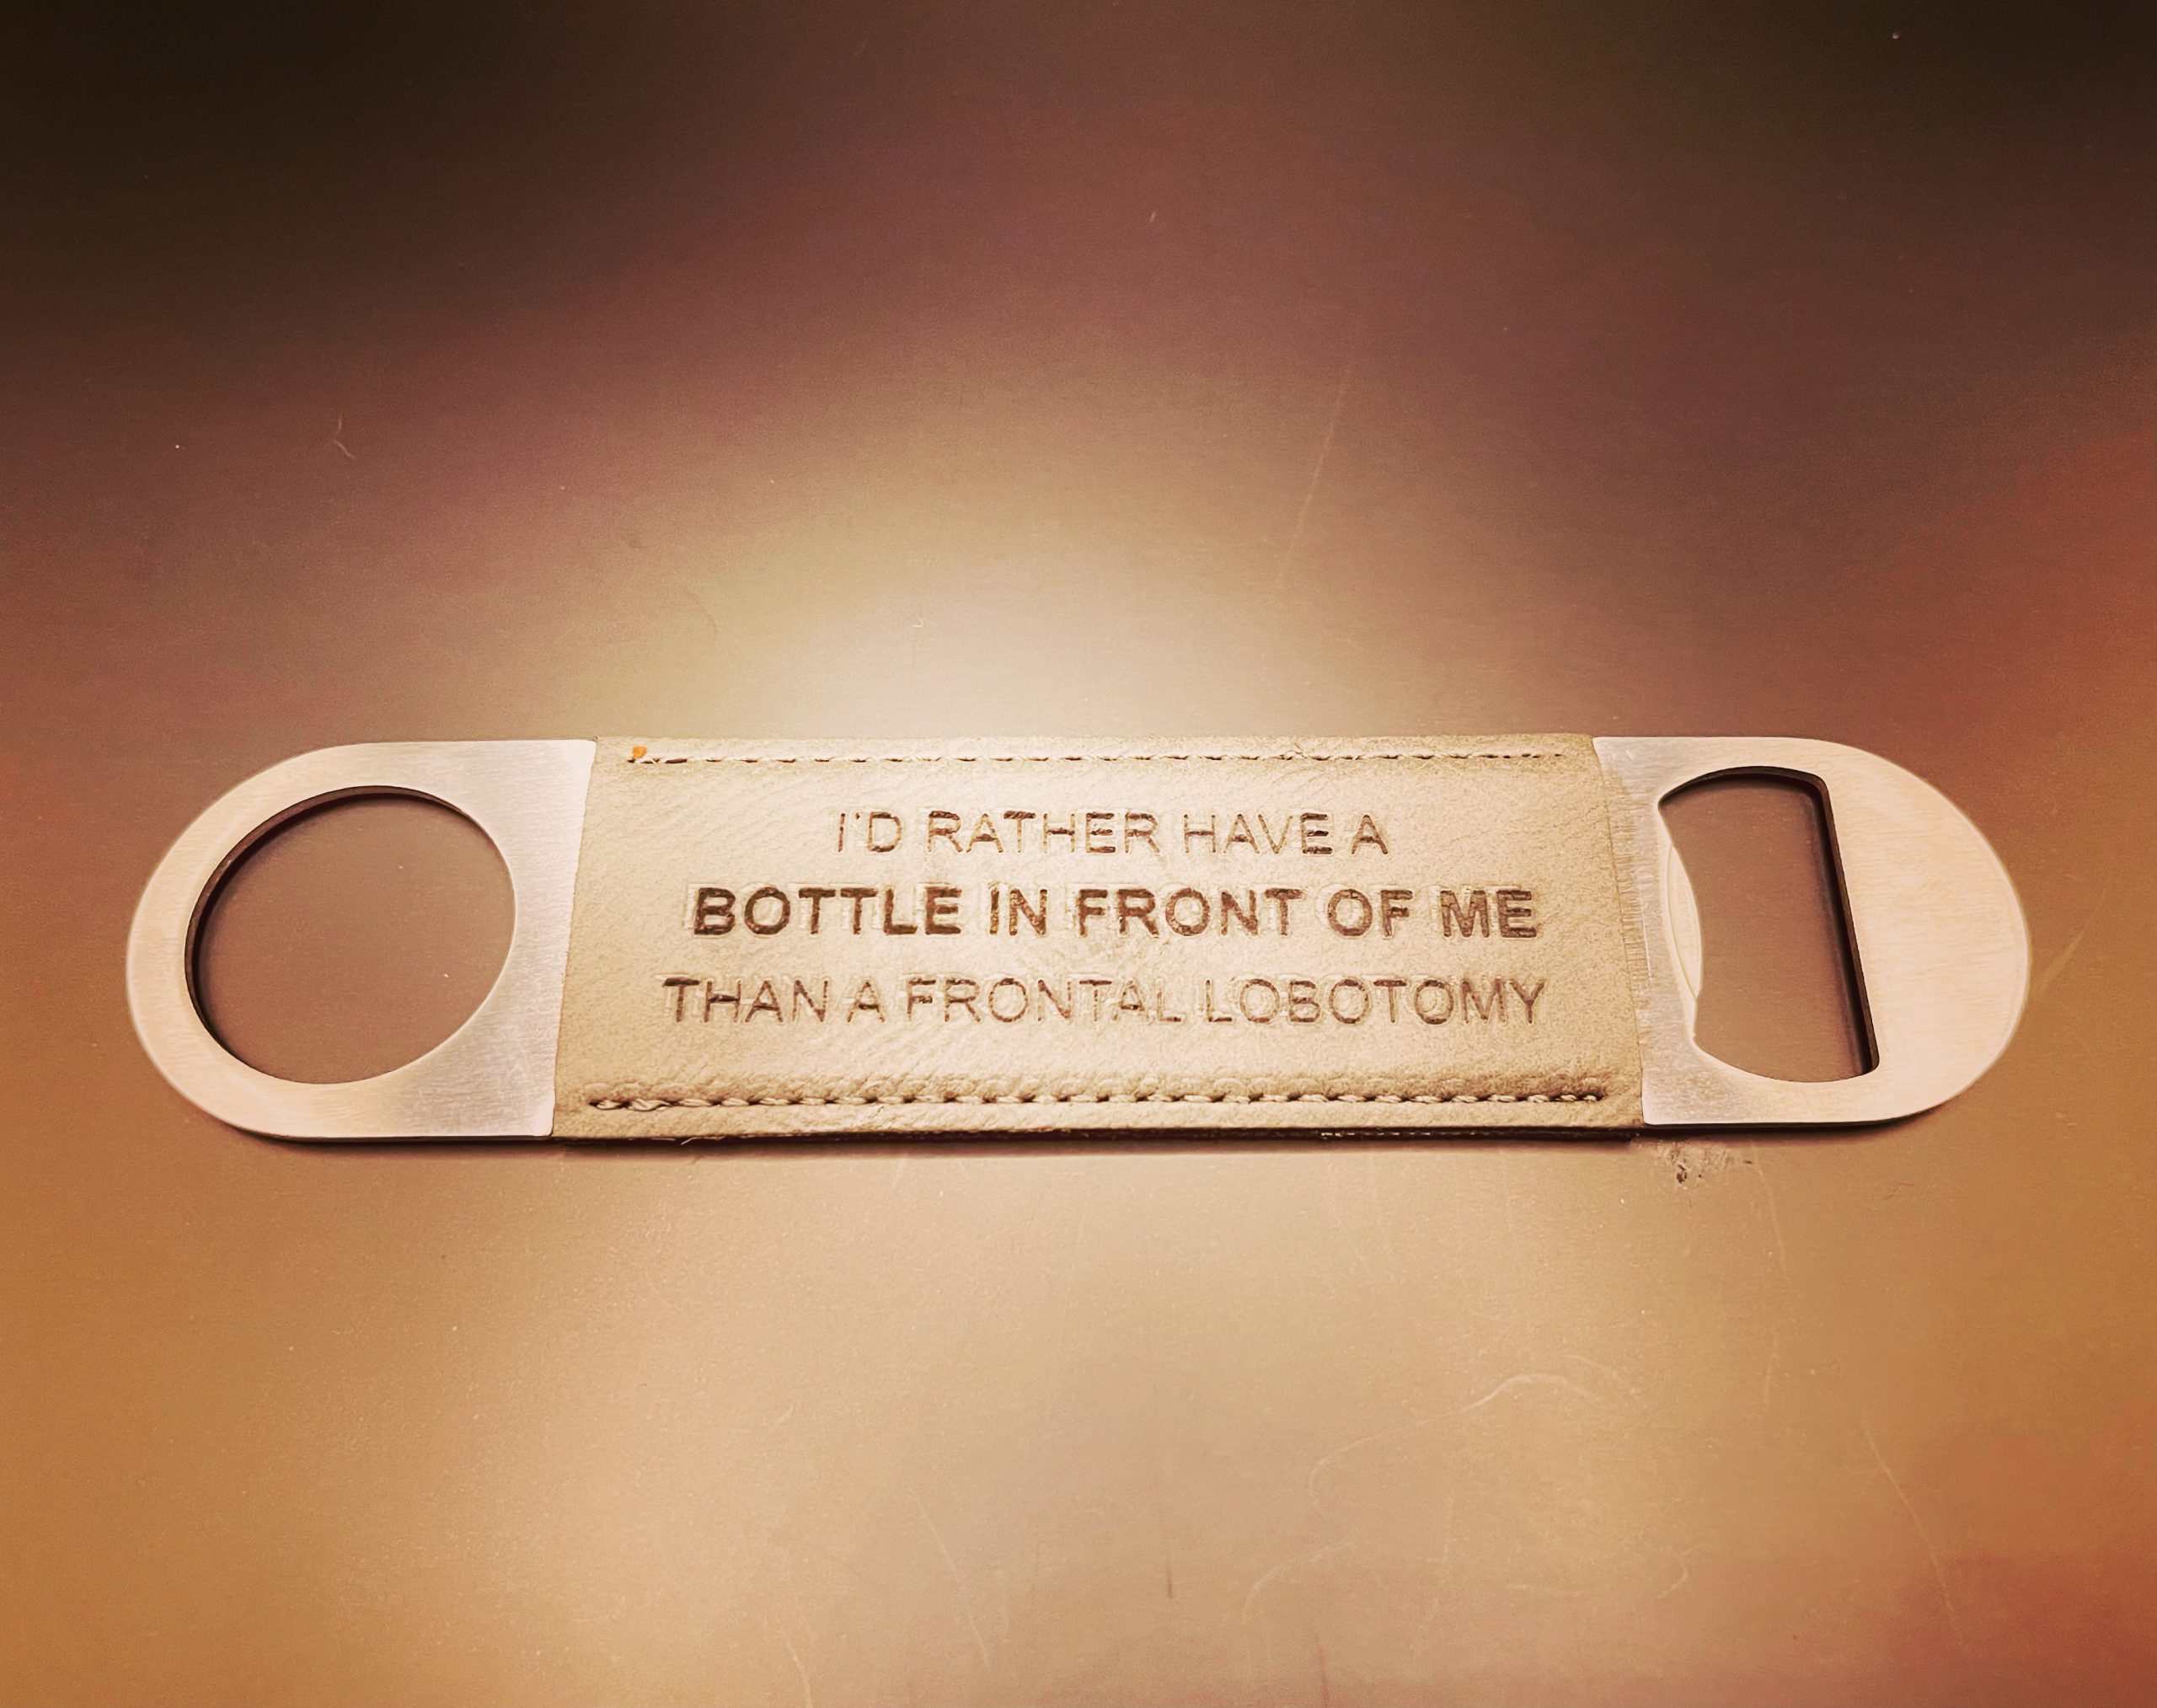 I'D RATHER HAVE A
BOTTLE IN FRONT OF ME
THAN A FRONTAL LOBOTOMY